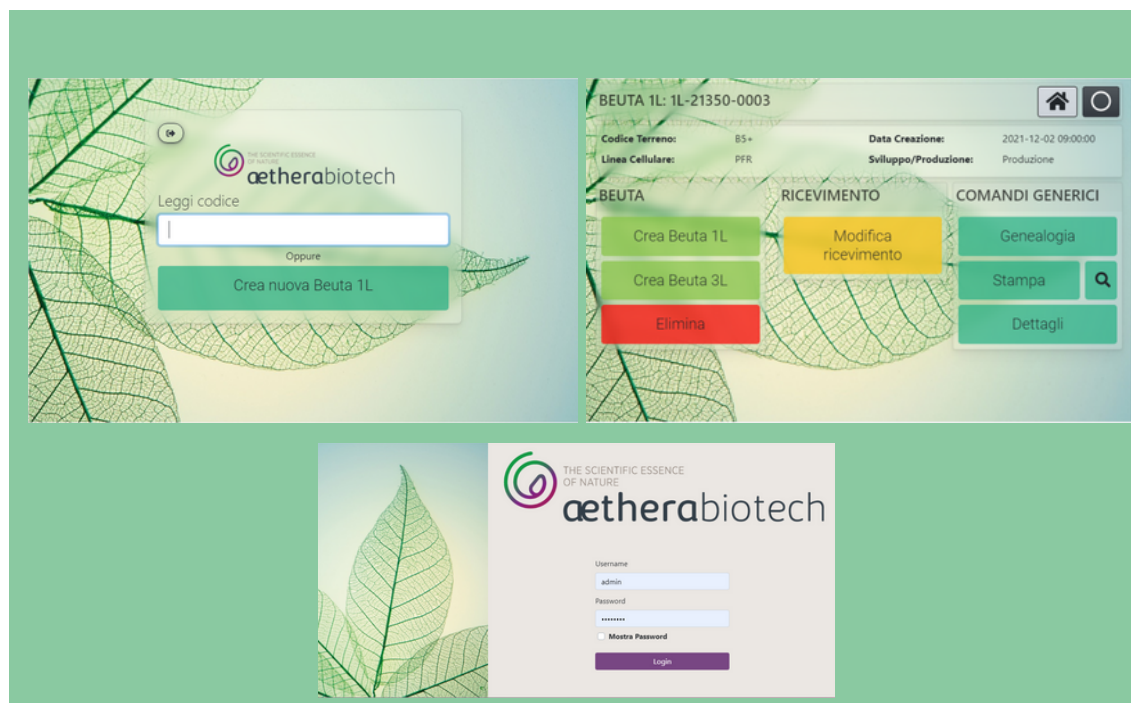 THE SCIENTIFIC ESSENCE
OF NATURE
aetherabiotech
Leggi codice
Oppure
Crea nuova Beuta 1L
BEUTA 1L: 1L-21350-0003
Codice Terreno: B5+ Data Creazione: 2021-12-02 09:00:00
Linea Cellulare: PFR Sviluppo/Produzione: Produzione
BEUTA RICEVIMENTO COMANDI GENERICI
Crea Beuta 1L
Crea Beuta 3L
Elimina
Modifica
ricevimento
Genealogia
Stampa
Dettagli
THE SCIENTIFIC ESSENCE
OF NATURE
aetherabiotech
Username
admin
Password
••••••••
Mostra Password
Login